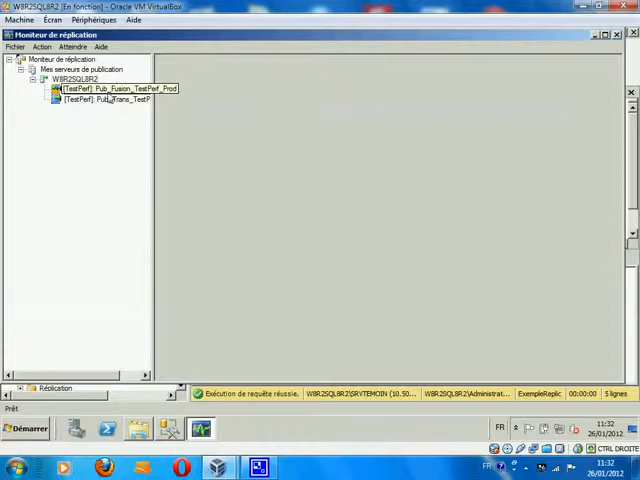 W8R2SQL8R2 [En fonction] - Oracle VM VirtualBox
Machine Écran Périphériques Aide
Moniteur de réplication
Fichier Action Atteindre Aide
Moniteur de réplication
Mes serveurs de publication
W8R2SQL8R2
[TestPerf]: Pub_Fusion_TestPerf_Prod
[TestPerf]: Pub_Trans_TestP
Réplication
Exécution de requête réussie. W8R2SQL8R2\SRVTEMOIN (10.50... W8R2SQL8R2\Administrat... ExempleReplic 00:00:00 5 lignes
Prêt
Démarrer FR 11:32
26/01/2012
CTRL DROITE
FR 11:32
26/01/2012